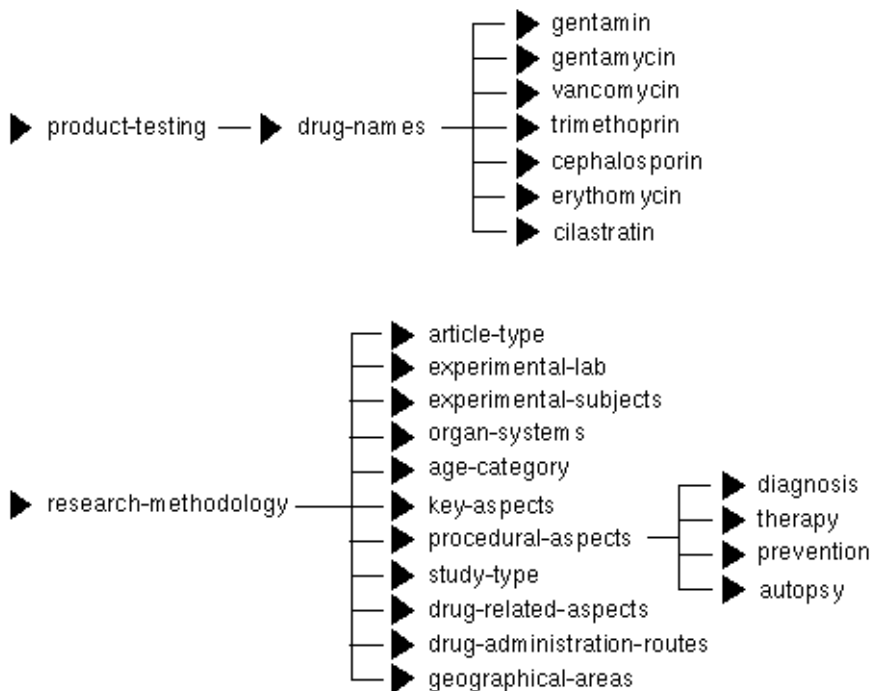 gentamin
gentamycin
vancomycin
product-testing drug-names trimethoprin
cephalosporin
erythomycin
cilastratin
article-type
experimental-lab
experimental-subjects
organ-systems
age-category
diagnosis
research-methodology key-aspects
therapy
procedural-aspects
prevention
study-type
autopsy
drug-related-aspects
drug-administration-routes
geographical-areas